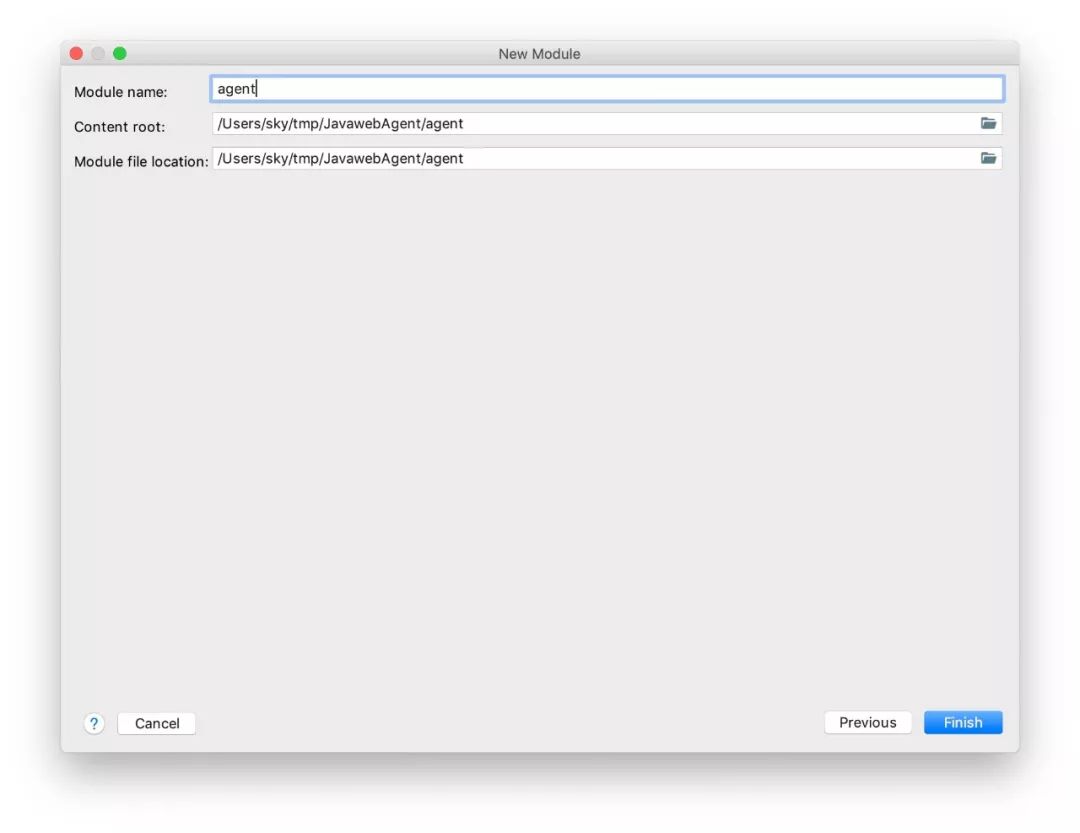 New Module
Module name: agent
Content root: /Users/sky/tmp/JavawebAgent/agent
Module file location: /Users/sky/tmp/JavawebAgent/agent
? Cancel Previous Finish